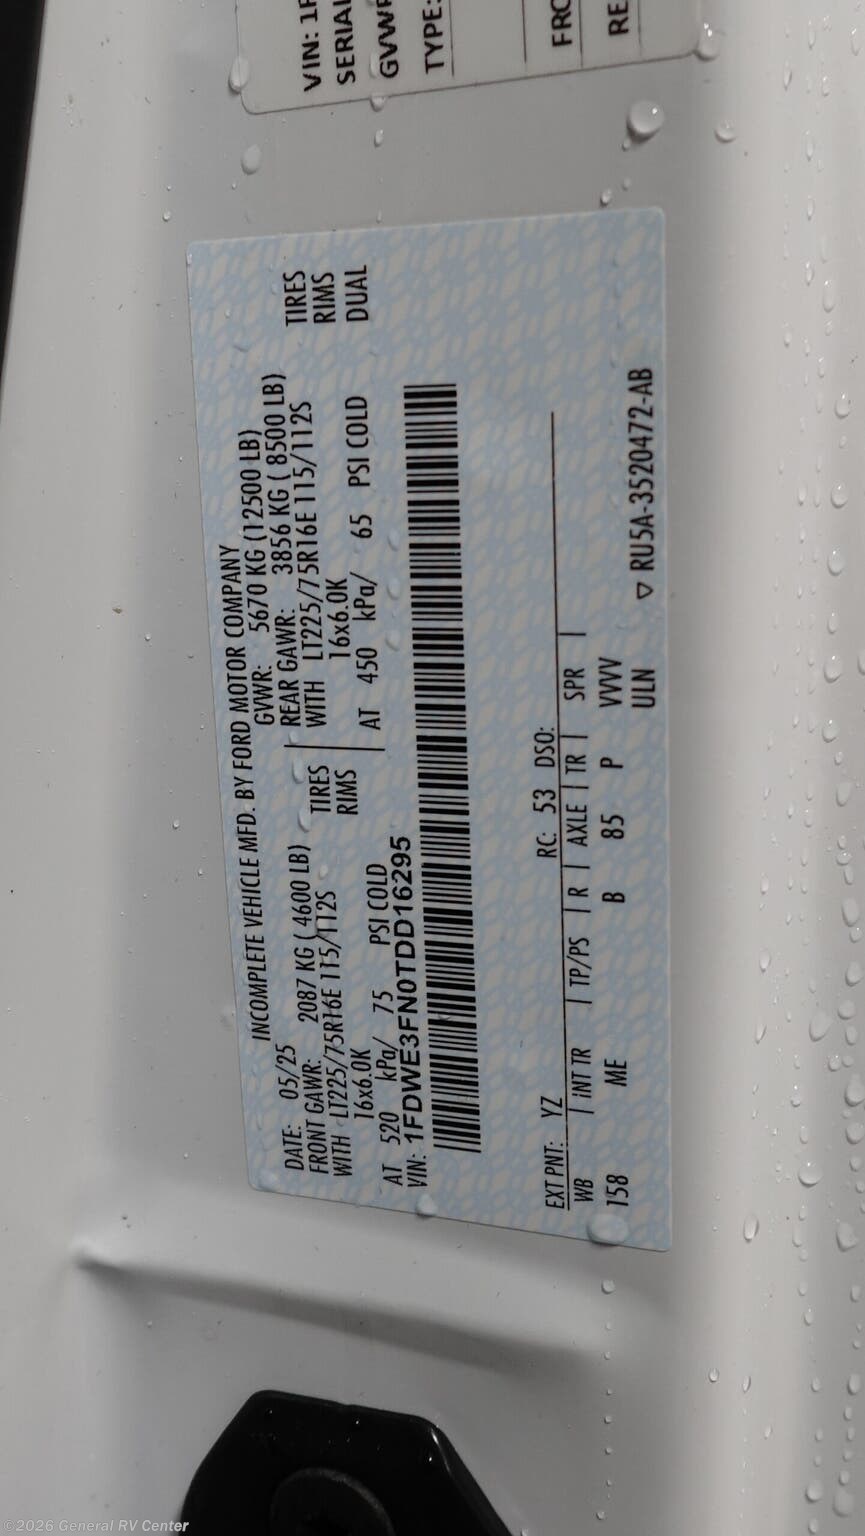 VIN: 1F
SERIAL
GVWR
TYPE:
FRO
RE
INCOMPLETE VEHICLE MFD. BY FORD MOTOR COMPANY
DATE: 05/25 GVWR: 5670 KG (12500 LB)
FRONT GAWR: 2087 KG ( 4600 LB) REAR GAWR: 3856 KG ( 8500 LB)
WITH LT225/75R16E 115/112S TIRES WITH LT225/75R16E 115/112S TIRES
16x6.0K RIMS 16x6.0K RIMS
AT 520 kPa/ 75 PSI COLD AT 450 kPa/ 65 PSI COLD DUAL
VIN: 1FDWE3FN0TDD16295
EXT PNT: YZ RC: 53 DSO:
WB INT TR TP/PS R AXLE TR SPR
158 ME B 85 P VVVV
ULN ▽ RU5A-3520472-AB
©2026 General RV Center